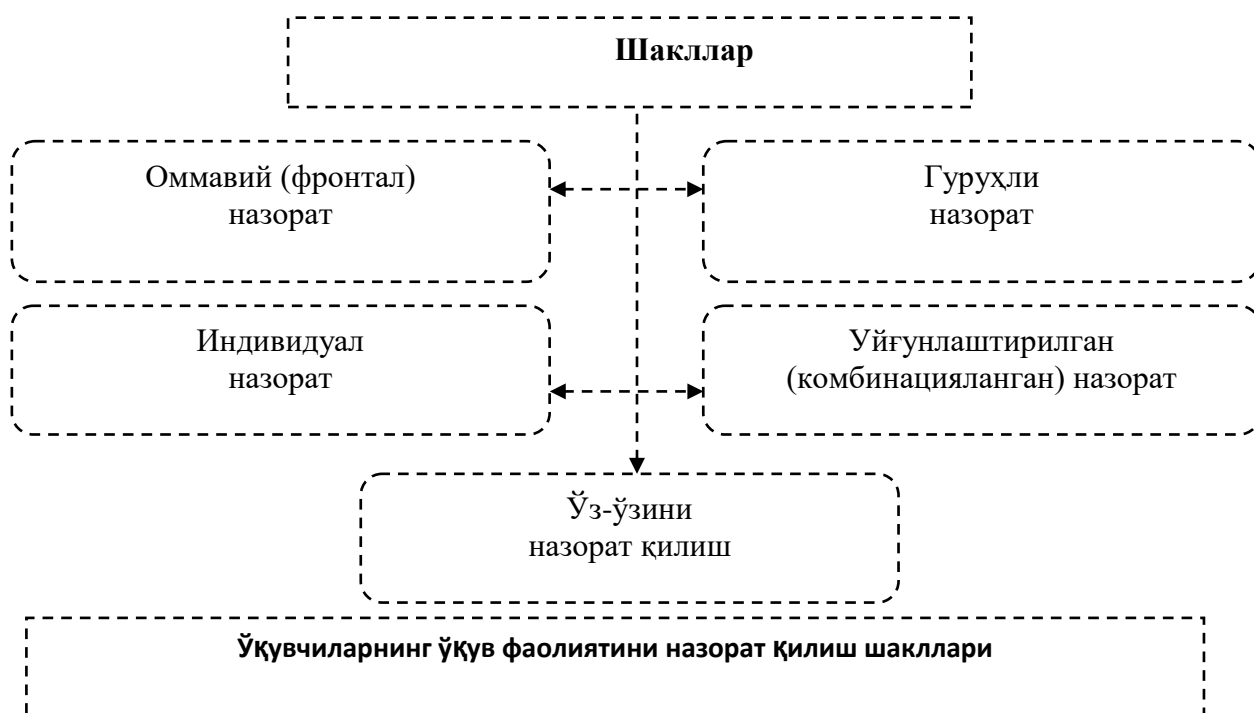 Шакллар
Оммавий (фронтал)
назорат
Гуруҳли
назорат
Индивидуал
назорат
Уйғунлаштирилган
(комбинацияланган) назорат
Ўз-ўзини
назорат қилиш
Ўқувчиларнинг ўқув фаолиятини назорат қилиш шакллари